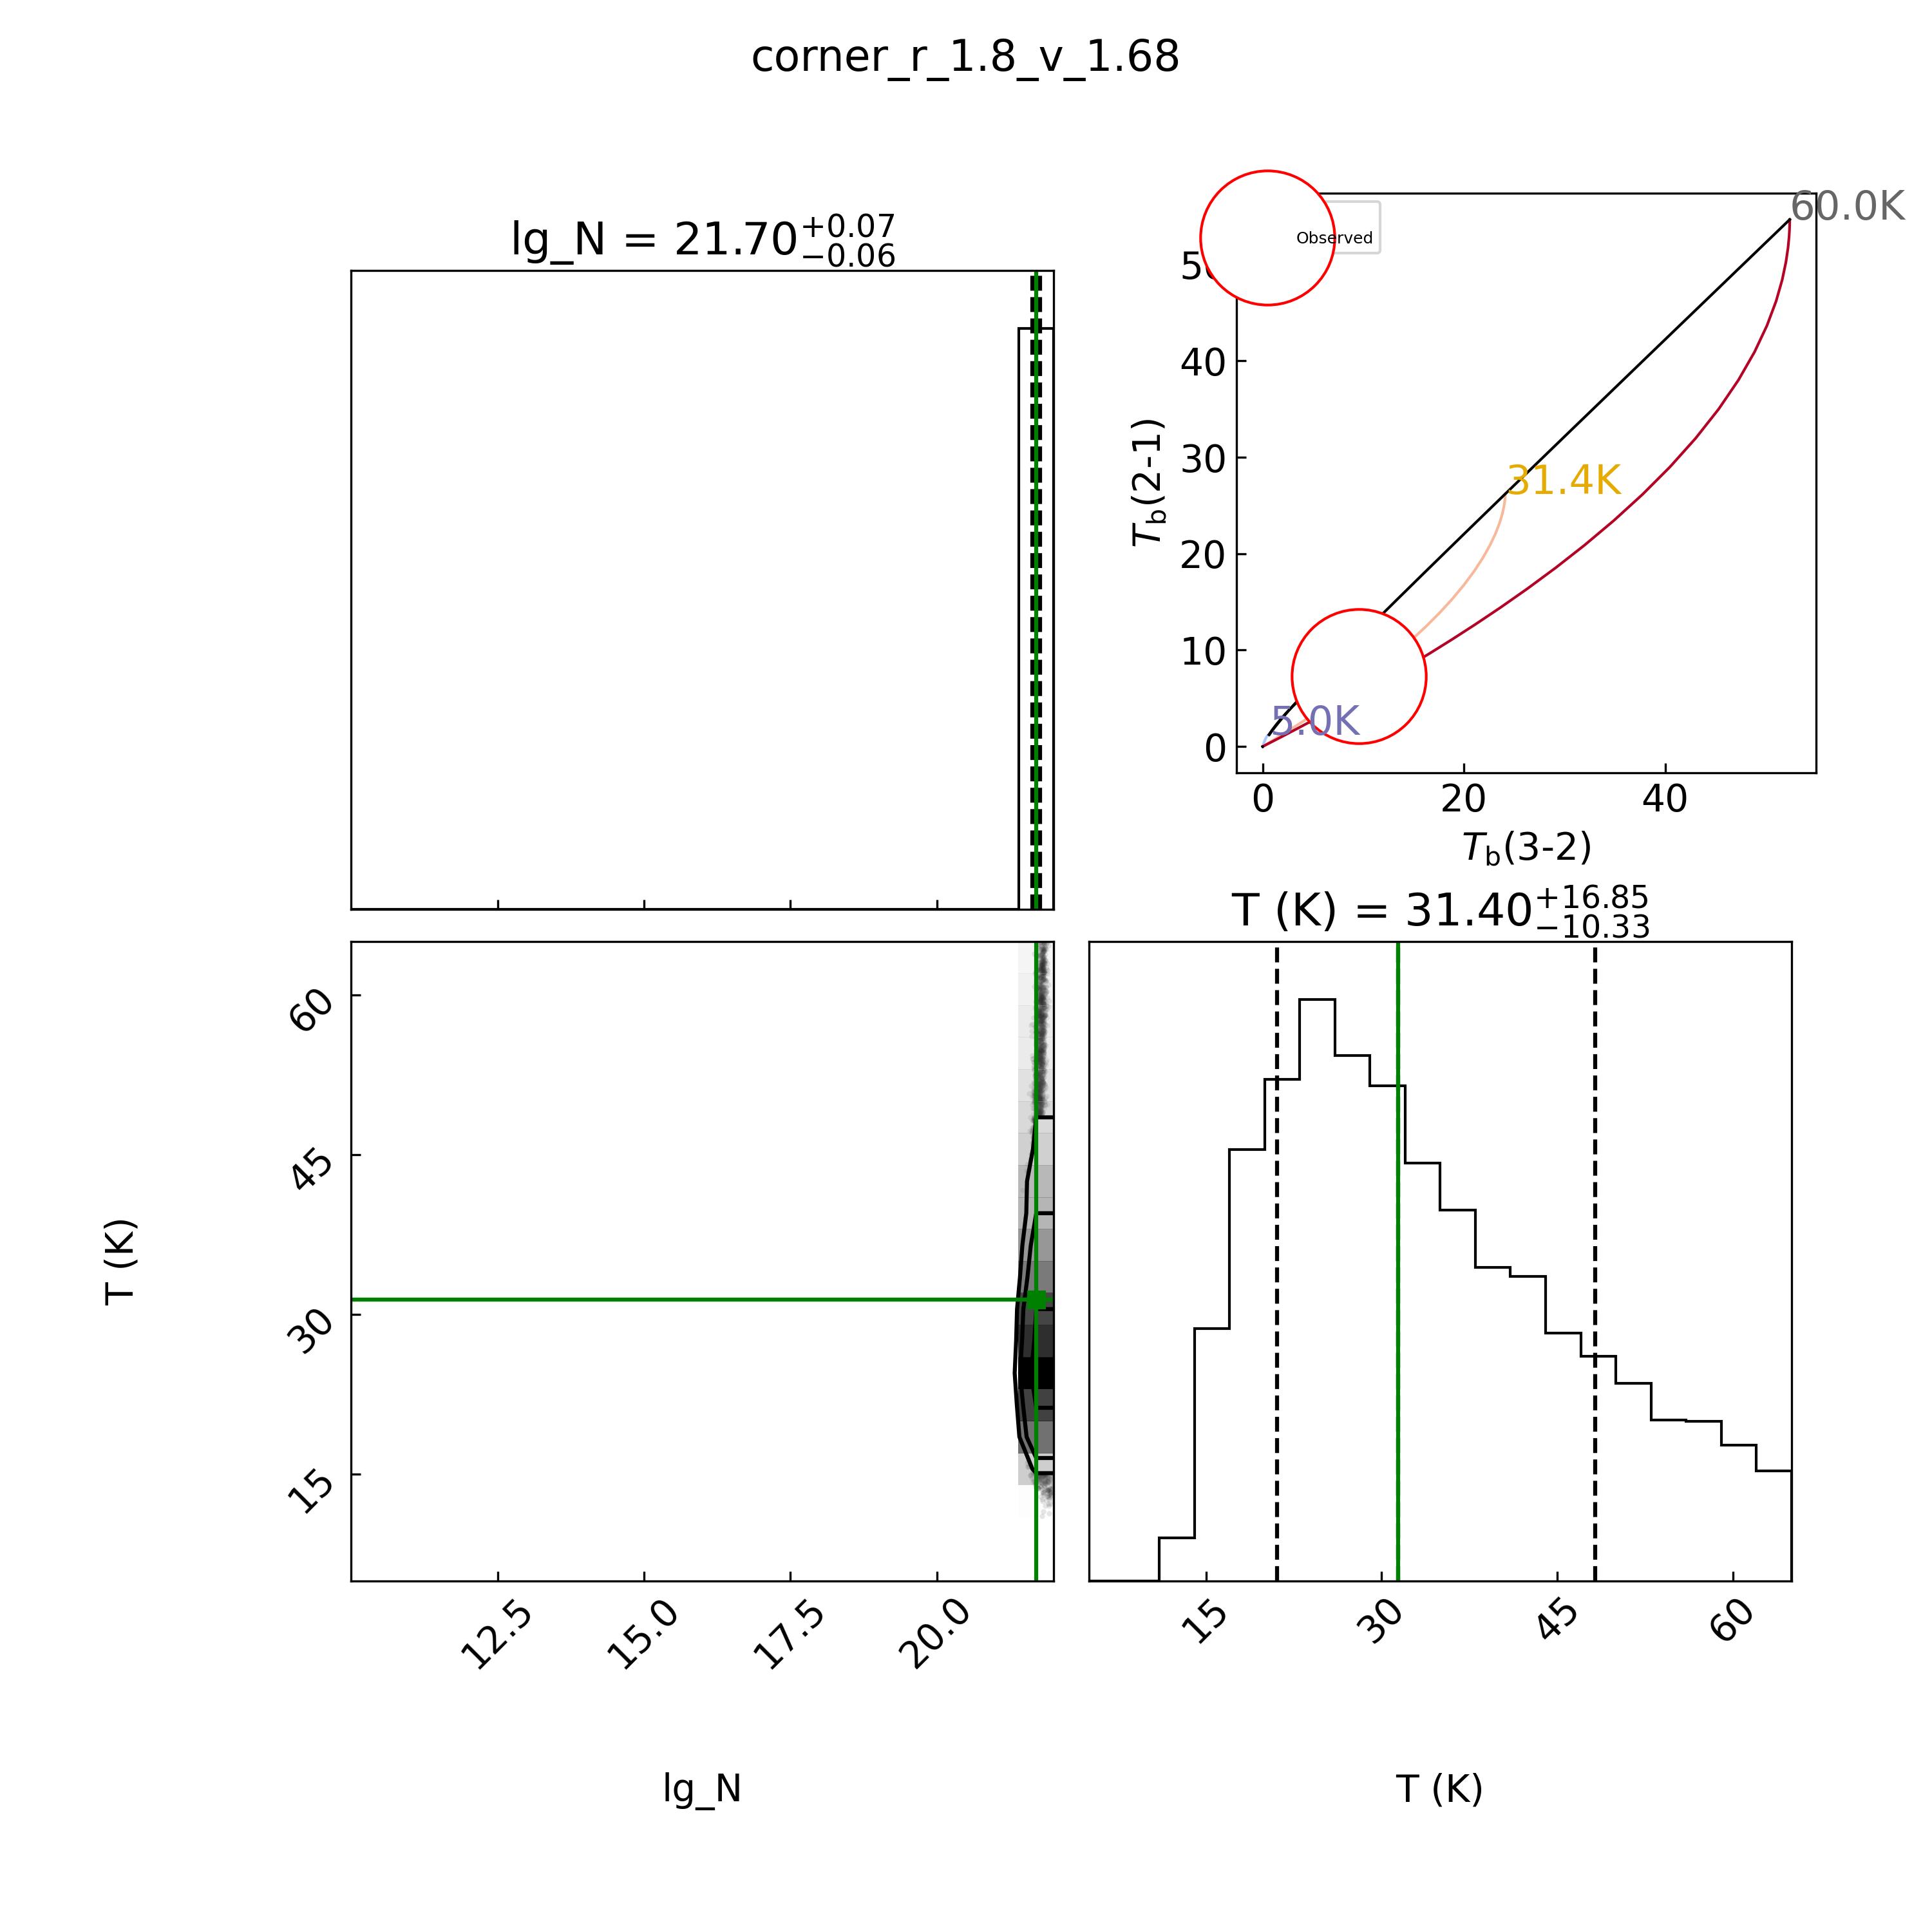 corner_r_1.8_v_1.68
lg_N = 21.70 +0.07 −0.06
60.0K
Observed
40
30
20
10
0
31.4K
5.0K
T_b(2-1)
0 20 40
T_b(3-2)
T (K) = 31.40 +16.85 −10.33
60
45
30
15
T (K)
12.5 15.0 17.5 20.0
15 30 45 60
lg_N
T (K)